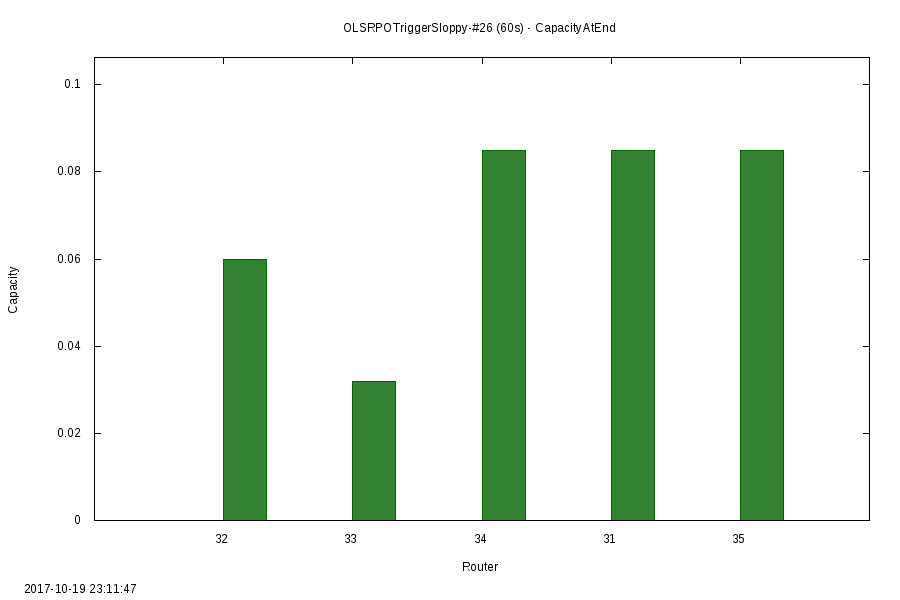 OLSRPOTriggerSloppy-#26 (60s) - CapacityAtEnd
0.1
0.08
0.06
0.04
0.02
0
Capacity
32 33 34 31 35
Router
2017-10-19 23:11:47